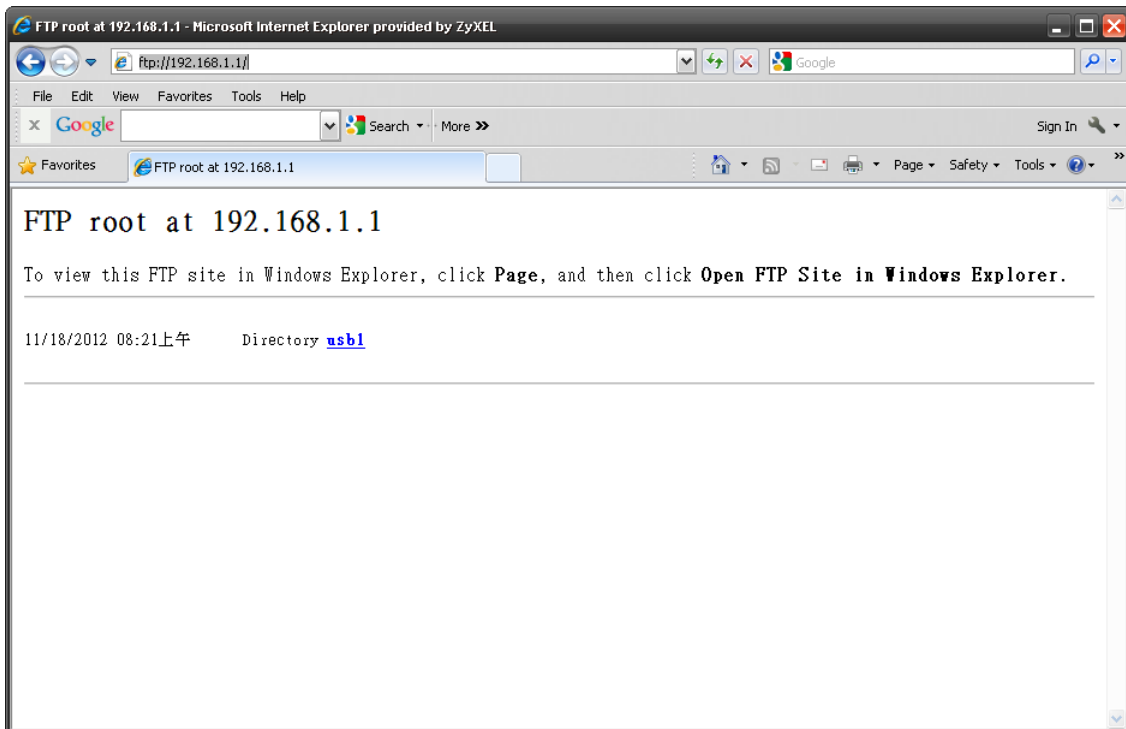 FTP root at 192.168.1.1 - Microsoft Internet Explorer provided by ZyXEL
ftp://192.168.1.1/ Google
File Edit View Favorites Tools Help
x Google Search More »
Sign In
Favorites FTP root at 192.168.1.1 Page Safety Tools »
FTP root at 192.168.1.1
To view this FTP site in Windows Explorer, click Page, and then click Open FTP Site in Windows Explorer.
11/18/2012 08:21上午 Directory usb1